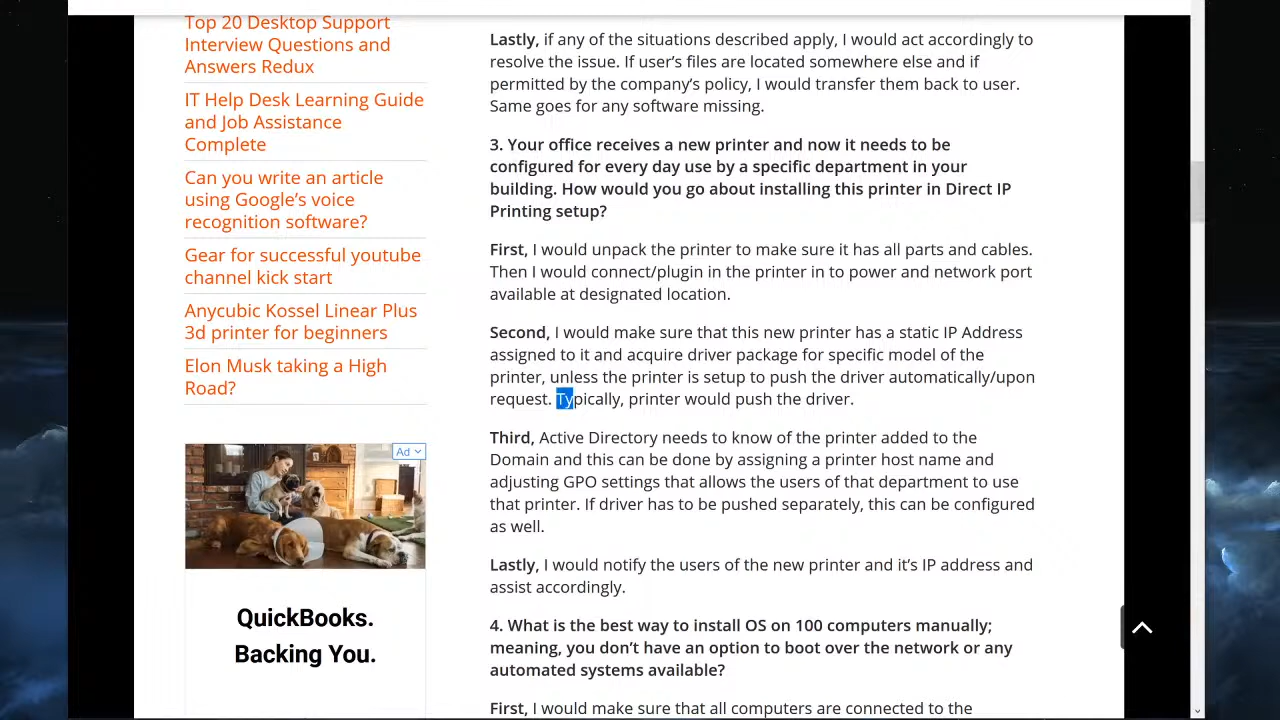 Top 20 Desktop Support
Interview Questions and
Answers Redux
IT Help Desk Learning Guide
and Job Assistance
Complete
Can you write an article
using Google's voice
recognition software?
Gear for successful youtube
channel kick start
Anycubic Kossel Linear Plus
3d printer for beginners
Elon Musk taking a High
Road?
Ad
QuickBooks.
Backing You.
Lastly, if any of the situations described apply, I would act accordingly to
resolve the issue. If user's files are located somewhere else and if
permitted by the company's policy, I would transfer them back to user.
Same goes for any software missing.
3. Your office receives a new printer and now it needs to be
configured for every day use by a specific department in your
building. How would you go about installing this printer in Direct IP
Printing setup?
First, I would unpack the printer to make sure it has all parts and cables.
Then I would connect/plugin in the printer in to power and network port
available at designated location.
Second, I would make sure that this new printer has a static IP Address
assigned to it and acquire driver package for specific model of the
printer, unless the printer is setup to push the driver automatically/upon
request. Typically, printer would push the driver.
Third, Active Directory needs to know of the printer added to the
Domain and this can be done by assigning a printer host name and
adjusting GPO settings that allows the users of that department to use
that printer. If driver has to be pushed separately, this can be configured
as well.
Lastly, I would notify the users of the new printer and it's IP address and
assist accordingly.
4. What is the best way to install OS on 100 computers manually;
meaning, you don't have an option to boot over the network or any
automated systems available?
First, I would make sure that all computers are connected to the